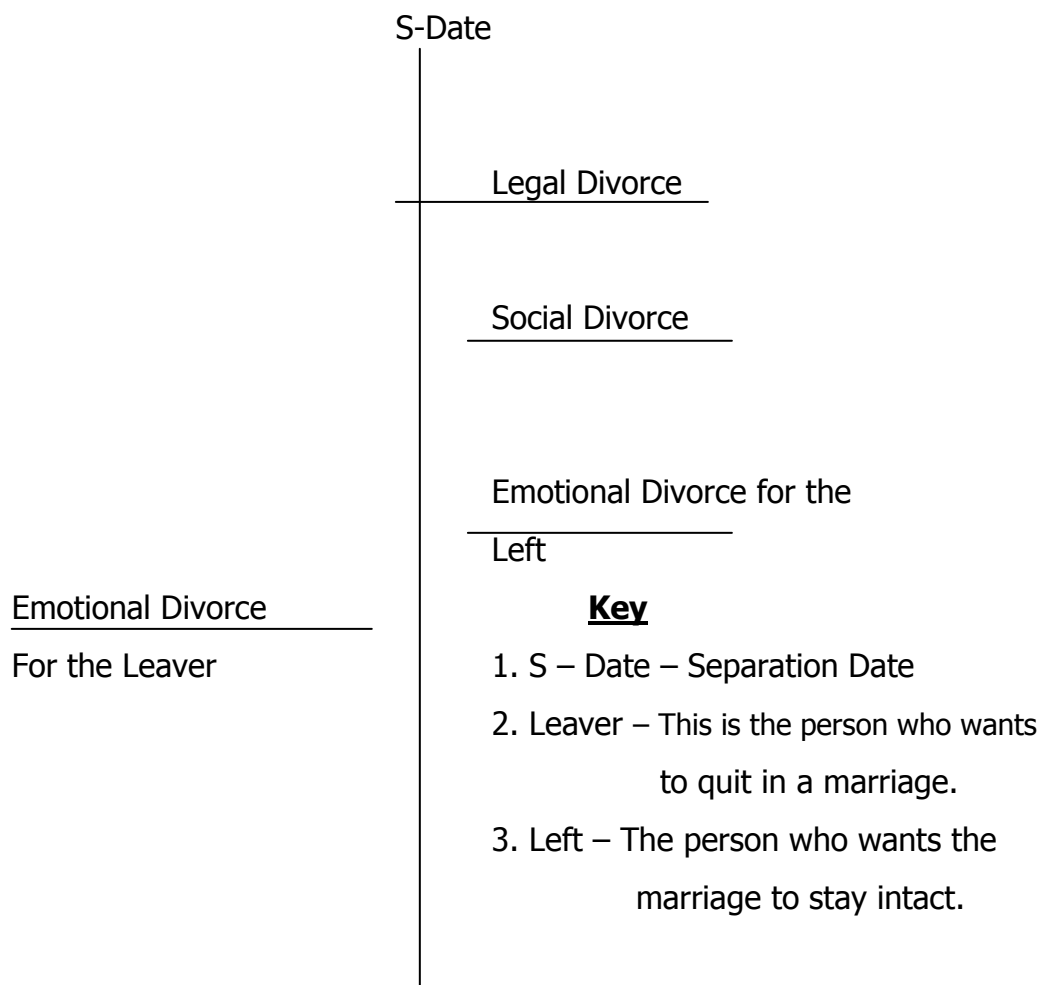 S-Date
Legal Divorce
Social Divorce
Emotional Divorce for the
Left
Emotional Divorce
For the Leaver
Key
1. S – Date – Separation Date
2. Leaver – This is the person who wants
to quit in a marriage.
3. Left – The person who wants the
marriage to stay intact.